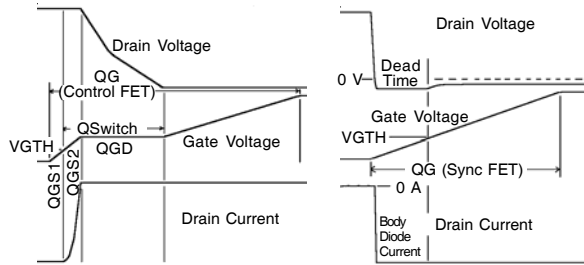 Drain Voltage
QG
(Control FET)
QSwitch
VGTH
QGD
Gate Voltage
QGS1
QGS2
Drain Current
Drain Voltage
0 V
Dead
Time
Gate Voltage
VGTH
QG (Sync FET)
0 A
Body
Diode
Current
Drain Current